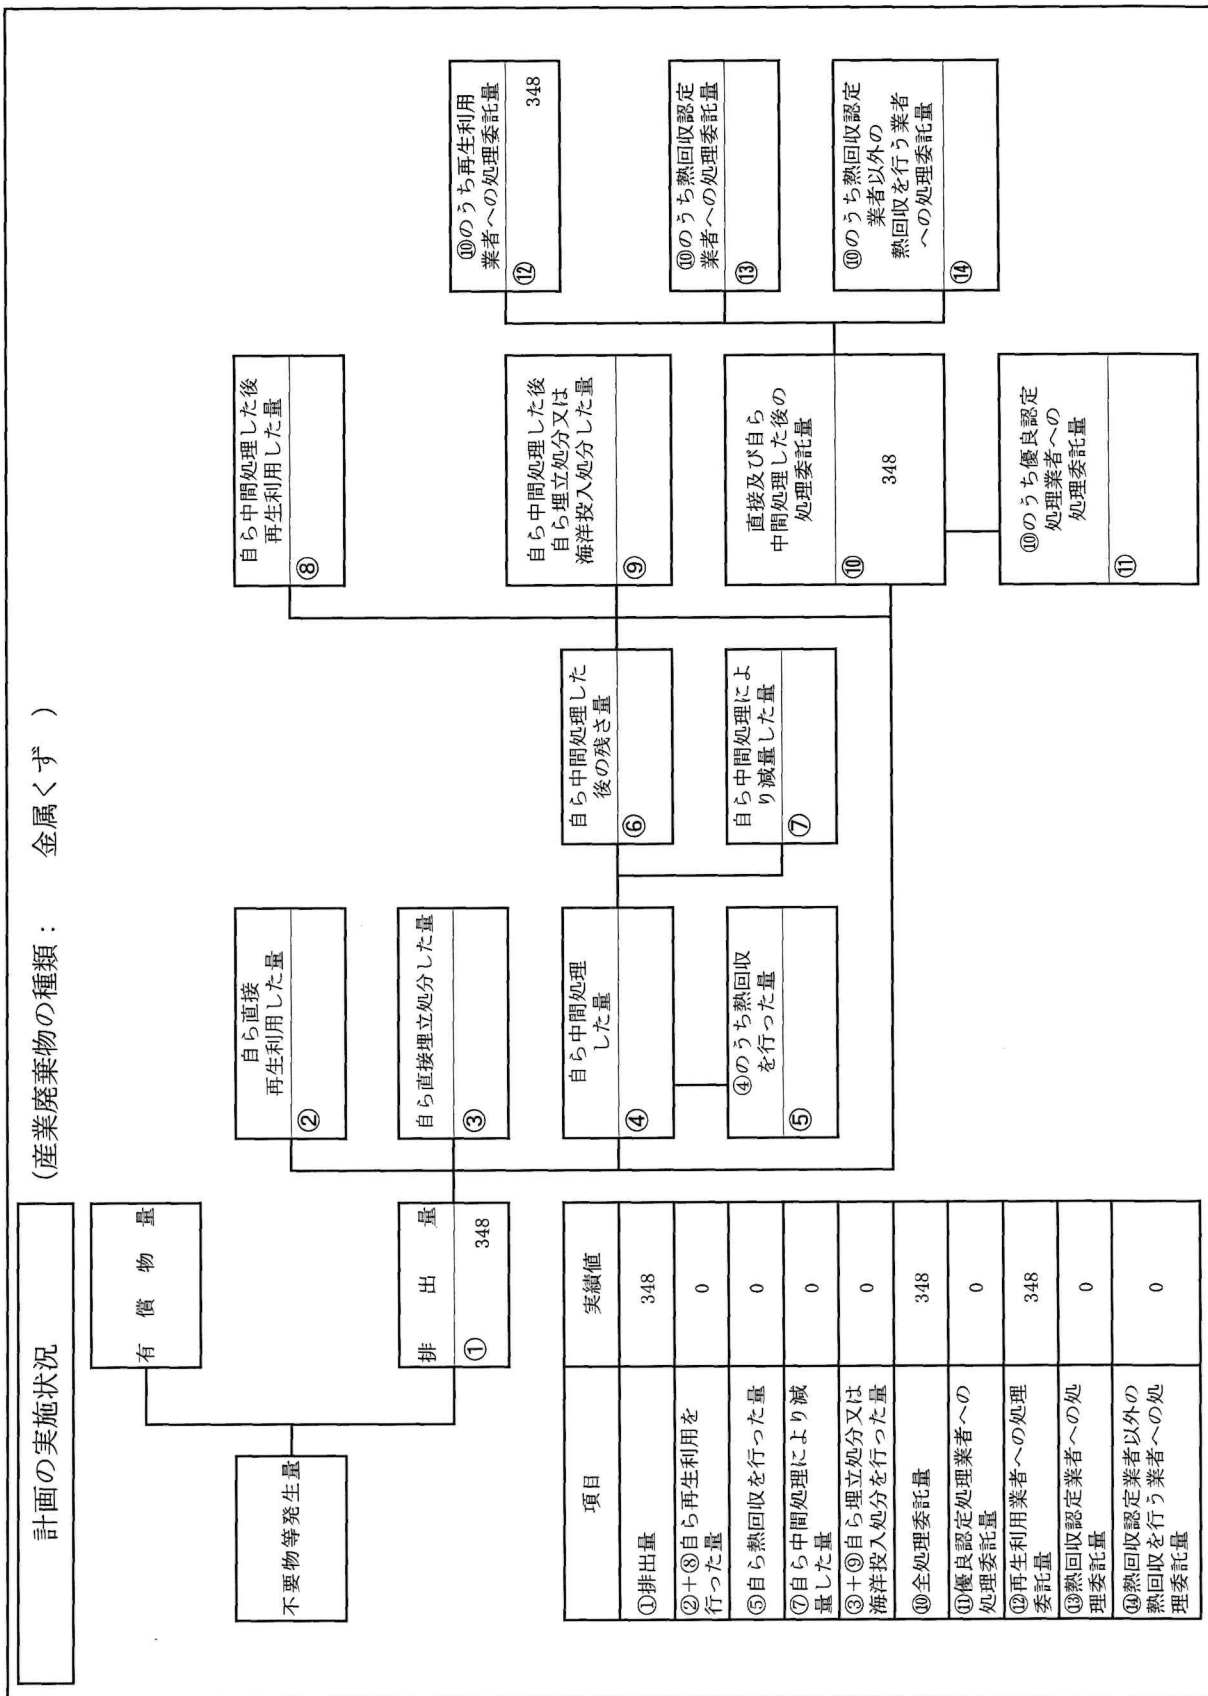 計画の実施状況
(産業廃棄物の種類: 金属くず )
不要物等発生量
有償物量
排出量
① 348
自ら直接
再生利用した量
②
自ら直接埋立処分した量
③
自ら中間処理
した量
④
④のうち熱回収
を行った量
⑤
自ら中間処理した
後の残さ量
⑥
自ら中間処理によ
り減量した量
⑦
自ら中間処理した後
再生利用した量
⑧
自ら中間処理した後
自ら埋立処分又は
海洋投入処分した量
⑨
直接及び自ら
中間処理した後の
処理委託量
⑩ 348
⑩のうち優良認定
処理業者への
処理委託量
⑪
⑩のうち再生利用
業者への処理委託量
⑫ 348
⑩のうち熱回収認定
業者への処理委託量
⑬
⑩のうち熱回収認定
業者以外の
熱回収を行う業者
への処理委託量
⑭
項目 実績値
①排出量 348
②+⑧自ら再生利用を
行った量 0
⑤自ら熱回収を行った量 0
⑦自ら中間処理により減
量した量 0
③+⑨自ら埋立処分又は
海洋投入処分を行った量 0
⑩全処理委託量 348
⑪優良認定処理業者への
処理委託量 0
⑫再生利用業者への処理
委託量 348
⑬熱回収認定業者への処
理委託量 0
⑭熱回収認定業者以外の
熱回収を行う業者への処
理委託量 0